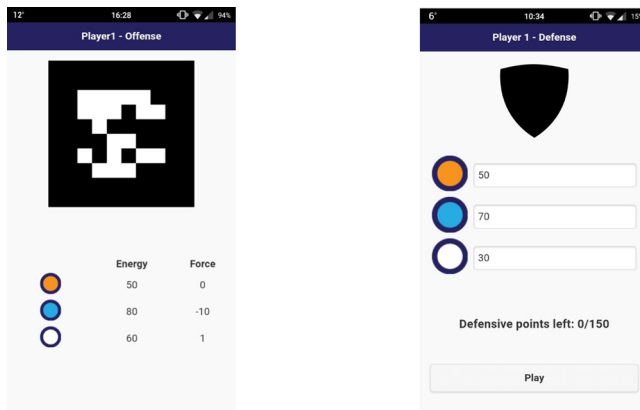 12°
16:28
94%
Player1 - Offense
Energy Force
50 0
80 -10
60 1
6°
10:34
Player 1 - Defense
50
70
30
Defensive points left: 0/150
Play